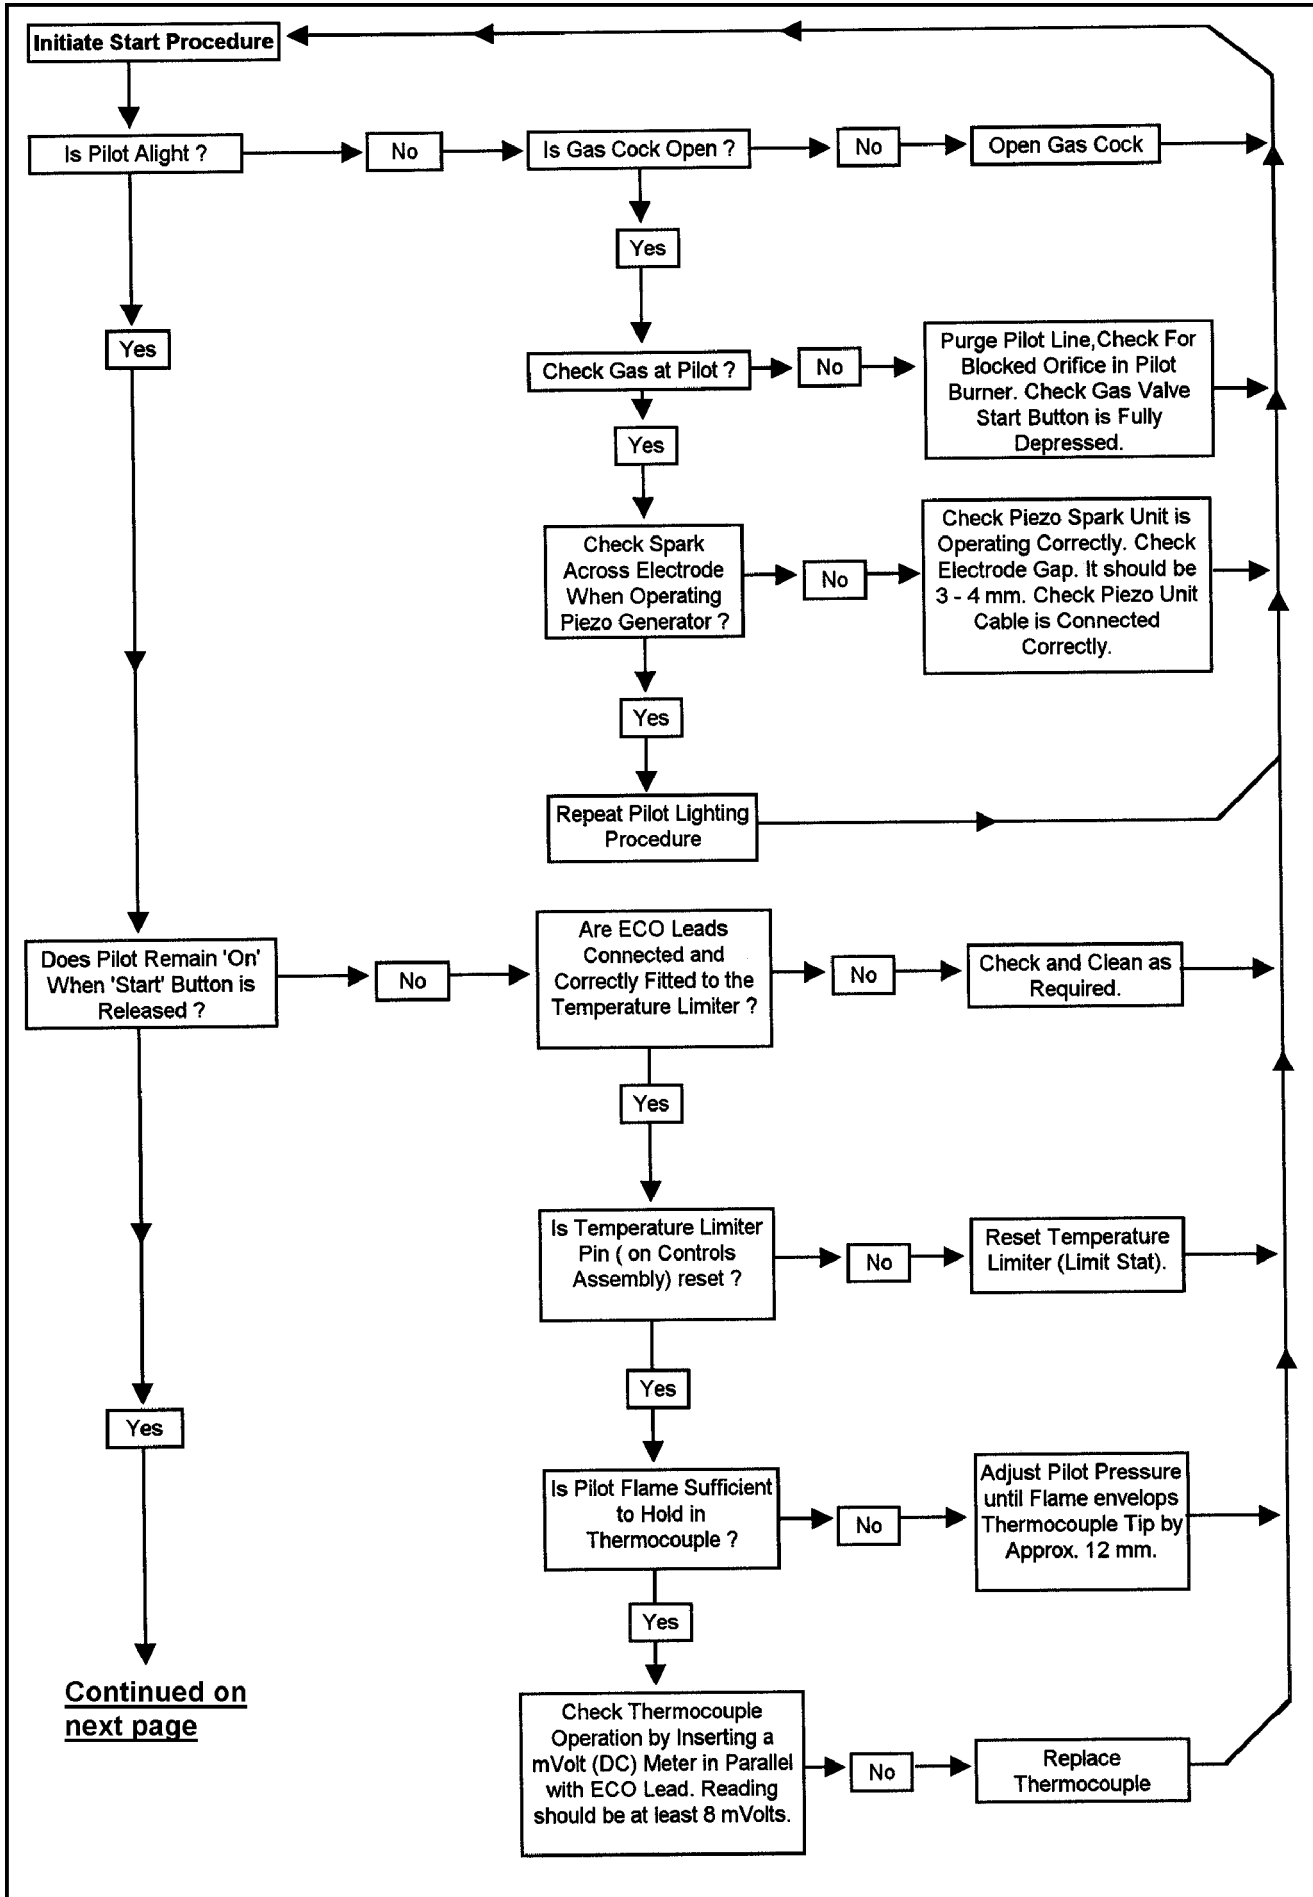 Initiate Start Procedure
Is Pilot Alight ?
No
Is Gas Cock Open ?
No
Open Gas Cock
Yes
Yes
Check Gas at Pilot ?
No
Purge Pilot Line,Check For
Blocked Orifice in Pilot
Burner. Check Gas Valve
Start Button is Fully
Depressed.
Yes
Check Spark
Across Electrode
When Operating
Piezo Generator ?
No
Check Piezo Spark Unit is
Operating Correctly. Check
Electrode Gap. It should be
3 - 4 mm. Check Piezo Unit
Cable is Connected
Correctly.
Yes
Repeat Pilot Lighting
Procedure
Does Pilot Remain 'On'
When 'Start' Button is
Released ?
No
Are ECO Leads
Connected and
Correctly Fitted to the
Temperature Limiter ?
No
Check and Clean as
Required.
Yes
Is Temperature Limiter
Pin ( on Controls
Assembly) reset ?
No
Reset Temperature
Limiter (Limit Stat).
Yes
Yes
Is Pilot Flame Sufficient
to Hold in
Thermocouple ?
No
Adjust Pilot Pressure
until Flame envelops
Thermocouple Tip by
Approx. 12 mm.
Yes
Continued on
next page
Check Thermocouple
Operation by Inserting a
mVolt (DC) Meter in Parallel
with ECO Lead. Reading
should be at least 8 mVolts.
No
Replace
Thermocouple